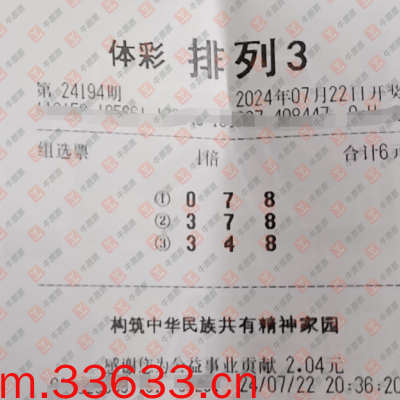 体彩 排列3
第 24194期 2024年07月22日开奖
组选票 1倍 合计6元
① 0 7 8
② 3 7 8
③ 3 4 8
构筑中华民族共有精神家园
感谢您为公益事业贡献 2.04元
m.33633.cn
24/07/22 20:36:20